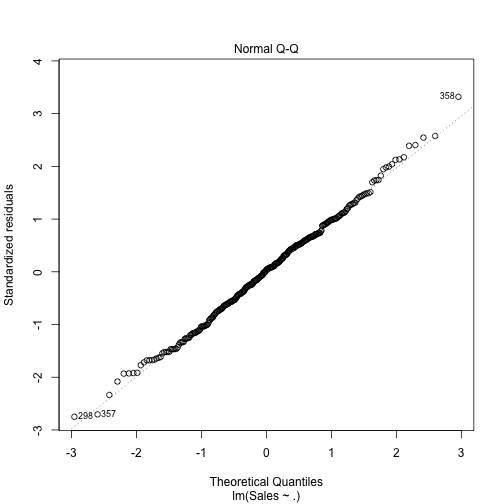 Normal Q-Q
4
358
3
2
1
0
-1
-2
298 357
-3
Standardized residuals
-3 -2 -1 0 1 2 3
Theoretical Quantiles
lm(Sales ~ .)